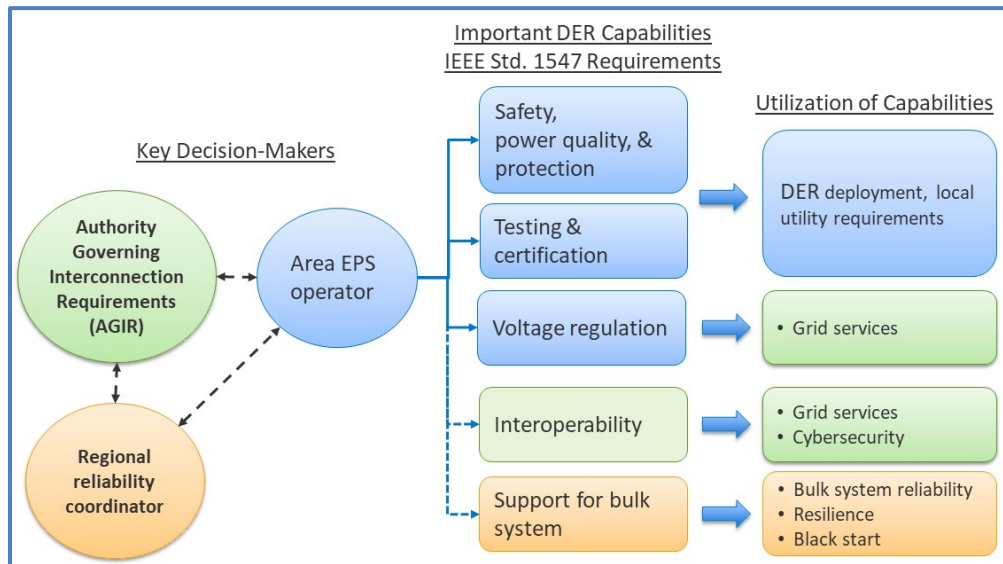 Important DER Capabilities
IEEE Std. 1547 Requirements
Utilization of Capabilities
Key Decision-Makers
Authority
Governing
Interconnection
Requirements
(AGIR)
Area EPS
operator
Regional
reliability
coordinator
Safety,
power quality, &
protection
Testing &
certification
Voltage regulation
Interoperability
Support for bulk
system
DER deployment, local
utility requirements
• Grid services
• Grid services
• Cybersecurity
• Bulk system reliability
• Resilience
• Black start